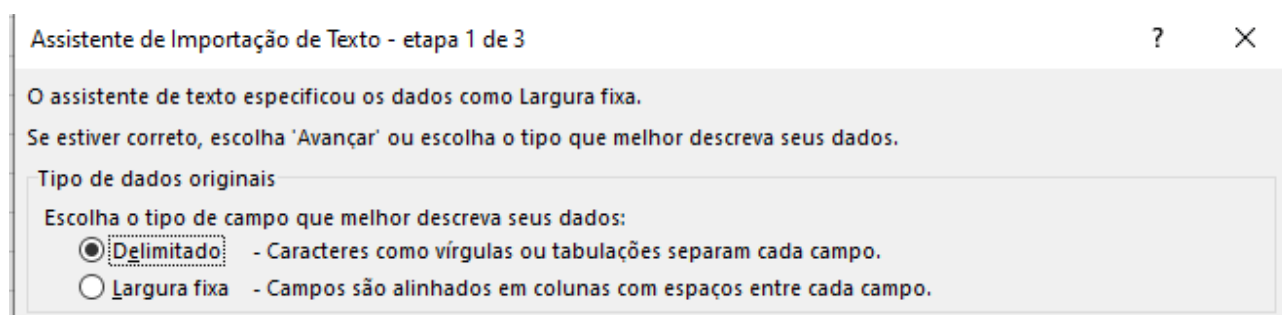 Assistente de Importação de Texto - etapa 1 de 3 ? ×
O assistente de texto especificou os dados como Largura fixa.
Se estiver correto, escolha 'Avançar' ou escolha o tipo que melhor descreva seus dados.
Tipo de dados originais
Escolha o tipo de campo que melhor descreva seus dados:
Delimitado - Caracteres como vírgulas ou tabulações separam cada campo.
Largura fixa - Campos são alinhados em colunas com espaços entre cada campo.